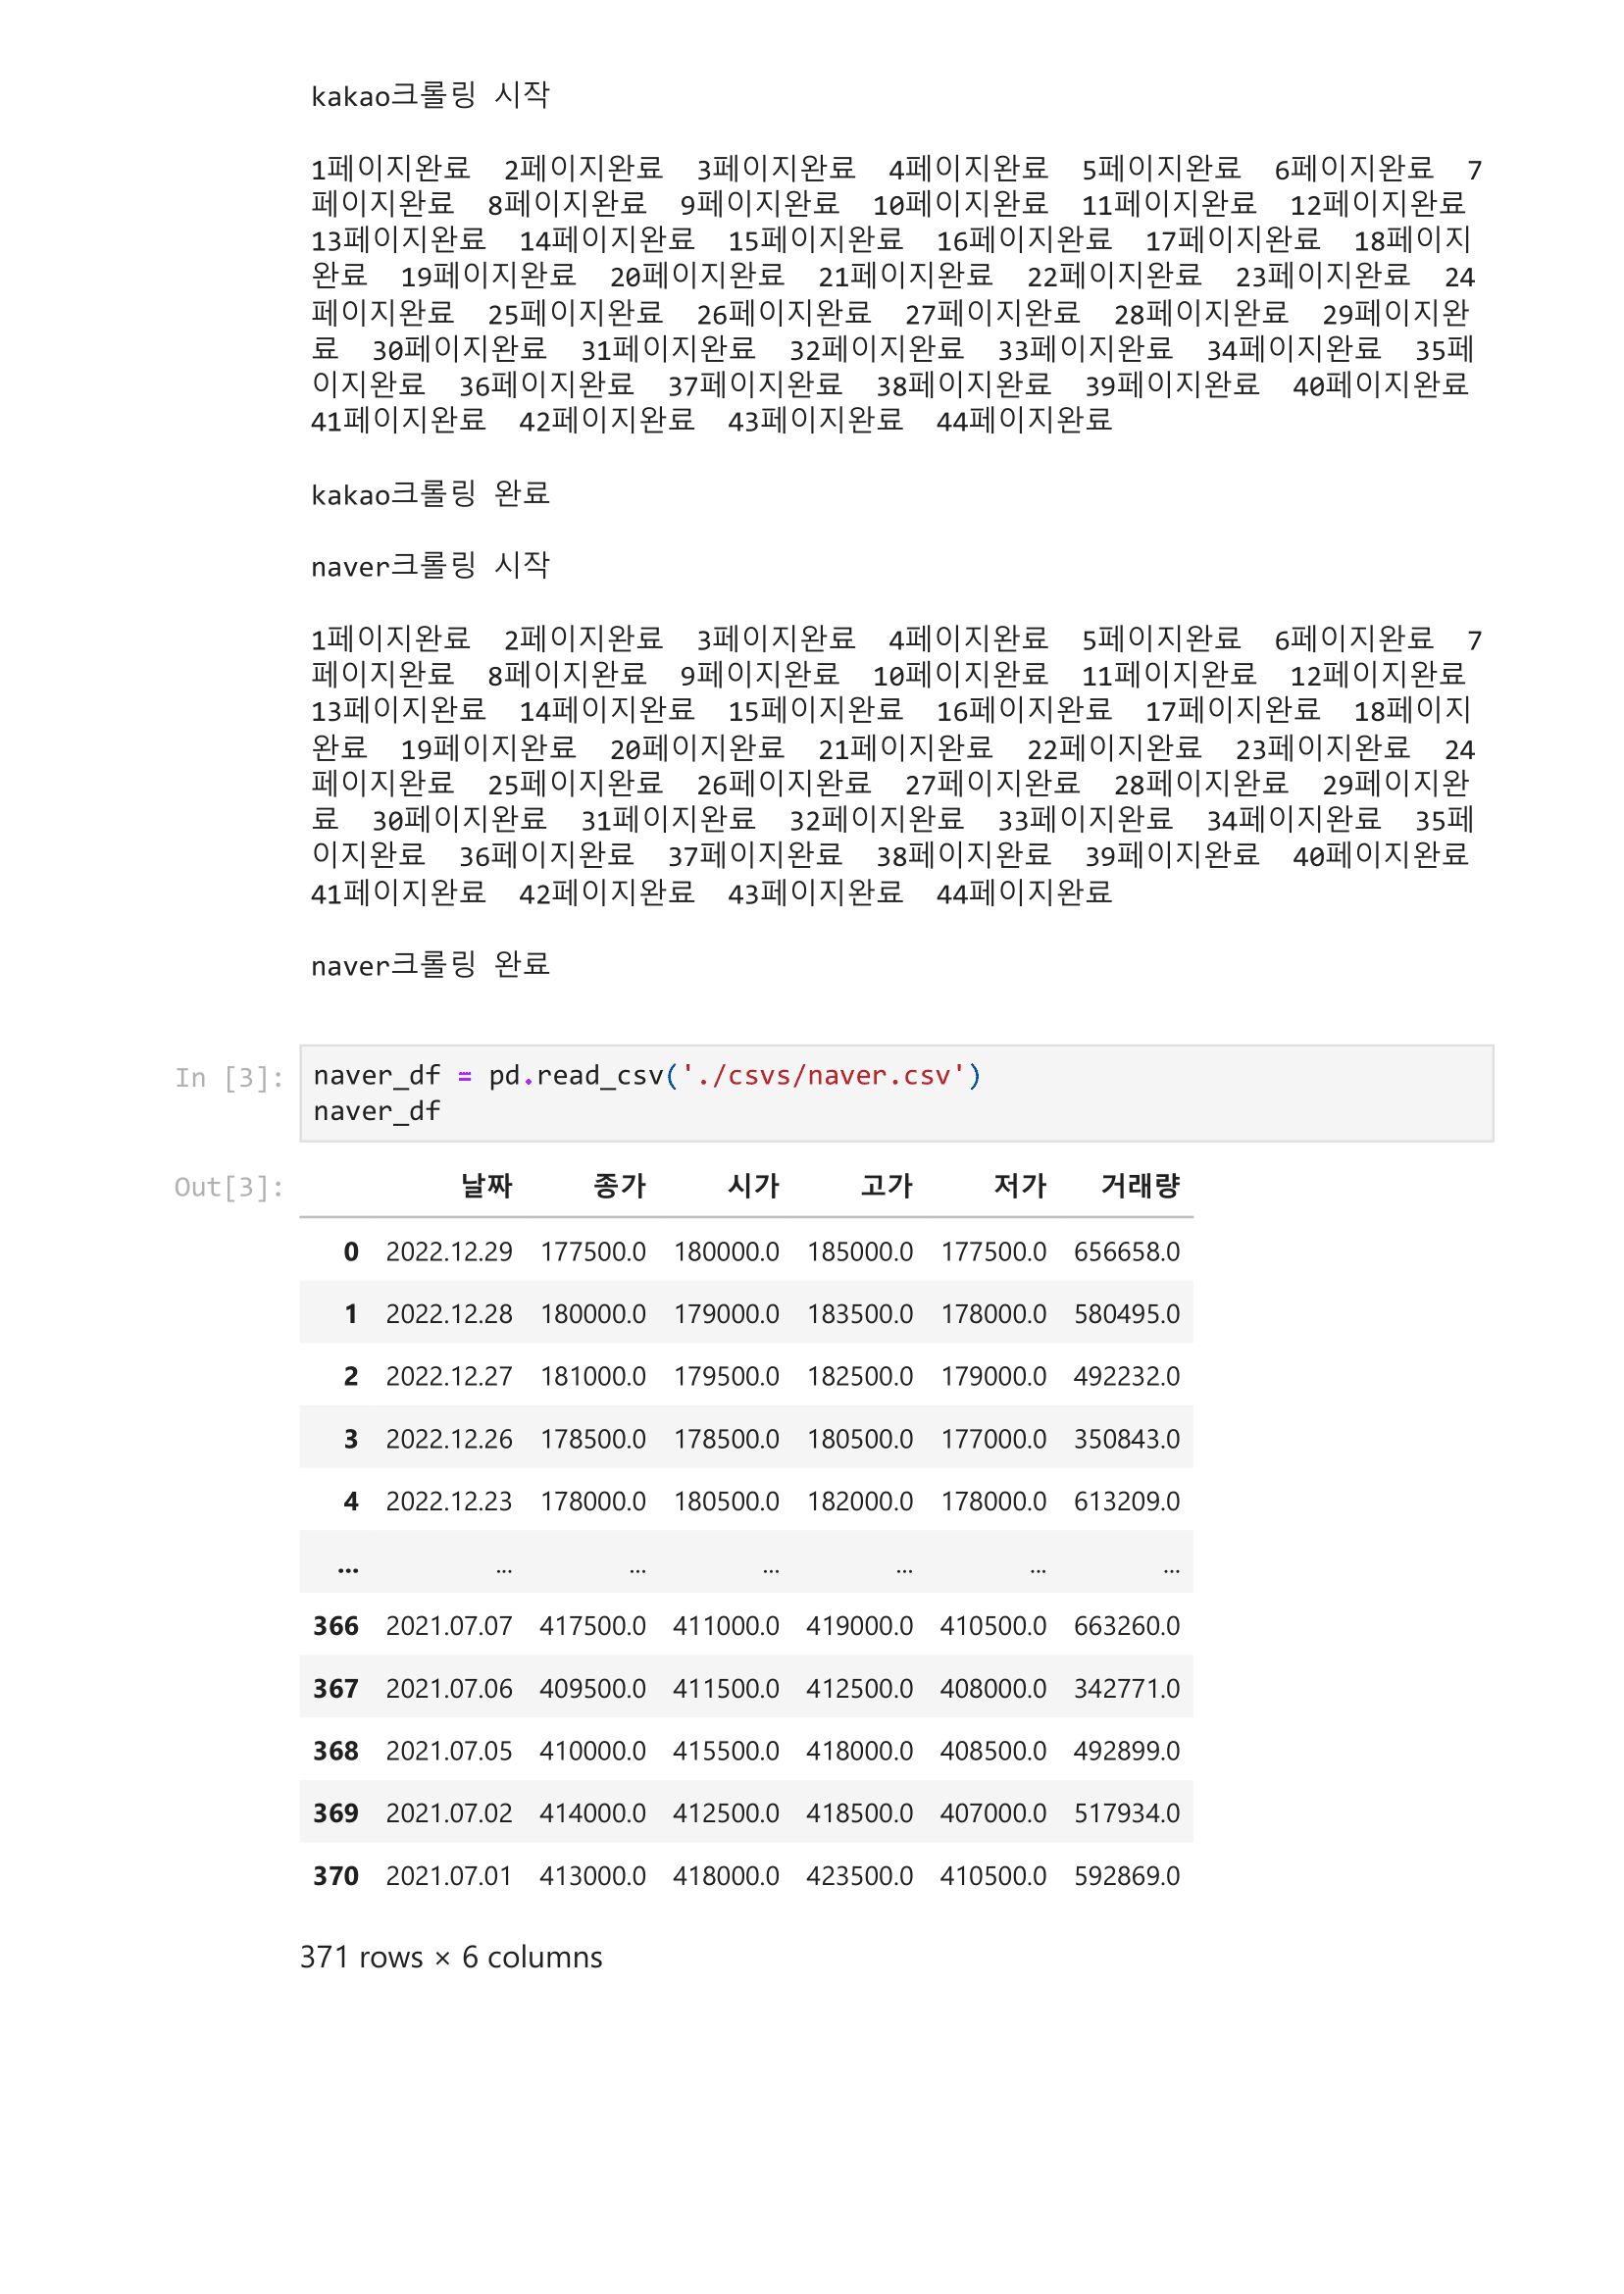 kakao크롤링 시작
1페이지완료  2페이지완료  3페이지완료  4페이지완료  5페이지완료  6페이지완료  7
페이지완료  8페이지완료  9페이지완료  10페이지완료  11페이지완료  12페이지완료
13페이지완료  14페이지완료  15페이지완료  16페이지완료  17페이지완료  18페이지
완료  19페이지완료  20페이지완료  21페이지완료  22페이지완료  23페이지완료  24
페이지완료  25페이지완료  26페이지완료  27페이지완료  28페이지완료  29페이지완
료  30페이지완료  31페이지완료  32페이지완료  33페이지완료  34페이지완료  35페
이지완료  36페이지완료  37페이지완료  38페이지완료  39페이지완료  40페이지완료
41페이지완료  42페이지완료  43페이지완료  44페이지완료
kakao크롤링 완료
naver크롤링 시작
1페이지완료  2페이지완료  3페이지완료  4페이지완료  5페이지완료  6페이지완료  7
페이지완료  8페이지완료  9페이지완료  10페이지완료  11페이지완료  12페이지완료
13페이지완료  14페이지완료  15페이지완료  16페이지완료  17페이지완료  18페이지
완료  19페이지완료  20페이지완료  21페이지완료  22페이지완료  23페이지완료  24
페이지완료  25페이지완료  26페이지완료  27페이지완료  28페이지완료  29페이지완
료  30페이지완료  31페이지완료  32페이지완료  33페이지완료  34페이지완료  35페
이지완료  36페이지완료  37페이지완료  38페이지완료  39페이지완료  40페이지완료
41페이지완료  42페이지완료  43페이지완료  44페이지완료
naver크롤링 완료
In [3]: naver_df = pd.read_csv('./csvs/naver.csv')
naver_df
Out[3]: 날짜 종가 시가 고가 저가 거래량
0 2022.12.29 177500.0 180000.0 185000.0 177500.0 656658.0
1 2022.12.28 180000.0 179000.0 183500.0 178000.0 580495.0
2 2022.12.27 181000.0 179500.0 182500.0 179000.0 492232.0
3 2022.12.26 178500.0 178500.0 180500.0 177000.0 350843.0
4 2022.12.23 178000.0 180500.0 182000.0 178000.0 613209.0
... ... ... ... ... ... ...
366 2021.07.07 417500.0 411000.0 419000.0 410500.0 663260.0
367 2021.07.06 409500.0 411500.0 412500.0 408000.0 342771.0
368 2021.07.05 410000.0 415500.0 418000.0 408500.0 492899.0
369 2021.07.02 414000.0 412500.0 418500.0 407000.0 517934.0
370 2021.07.01 413000.0 418000.0 423500.0 410500.0 592869.0
371 rows × 6 columns